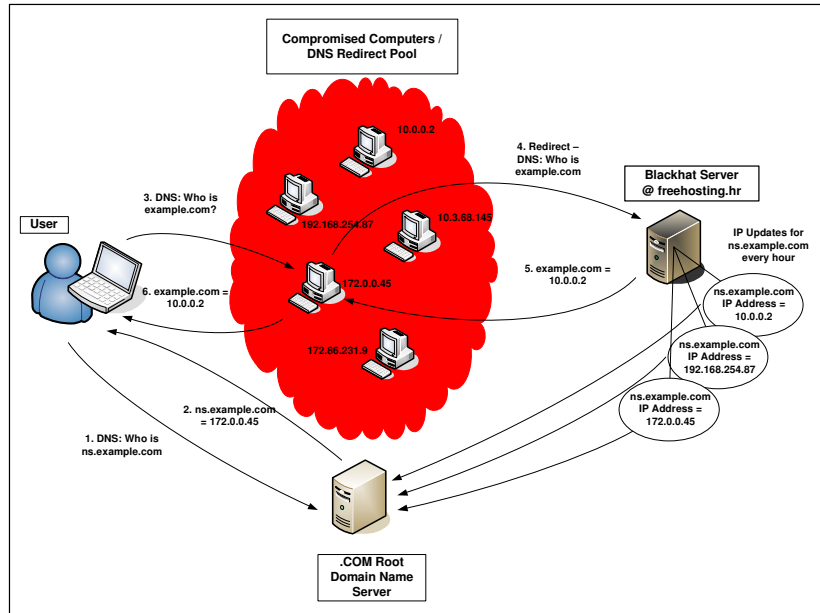 Compromised Computers /
DNS Redirect Pool
10.0.0.2
4. Redirect –
DNS: Who is
example.com
Blackhat Server
@ freehosting.hr
3. DNS: Who is
example.com?
User
192.168.254.87
10.3.68.145
IP Updates for
ns.example.com
every hour
172.0.0.45
5. example.com =
10.0.0.2
6. example.com =
10.0.0.2
ns.example.com
IP Address =
10.0.0.2
172.86.231.9
ns.example.com
IP Address =
192.168.254.87
ns.example.com
IP Address =
172.0.0.45
2. ns.example.com
= 172.0.0.45
1. DNS: Who is
ns.example.com
.COM Root
Domain Name
Server